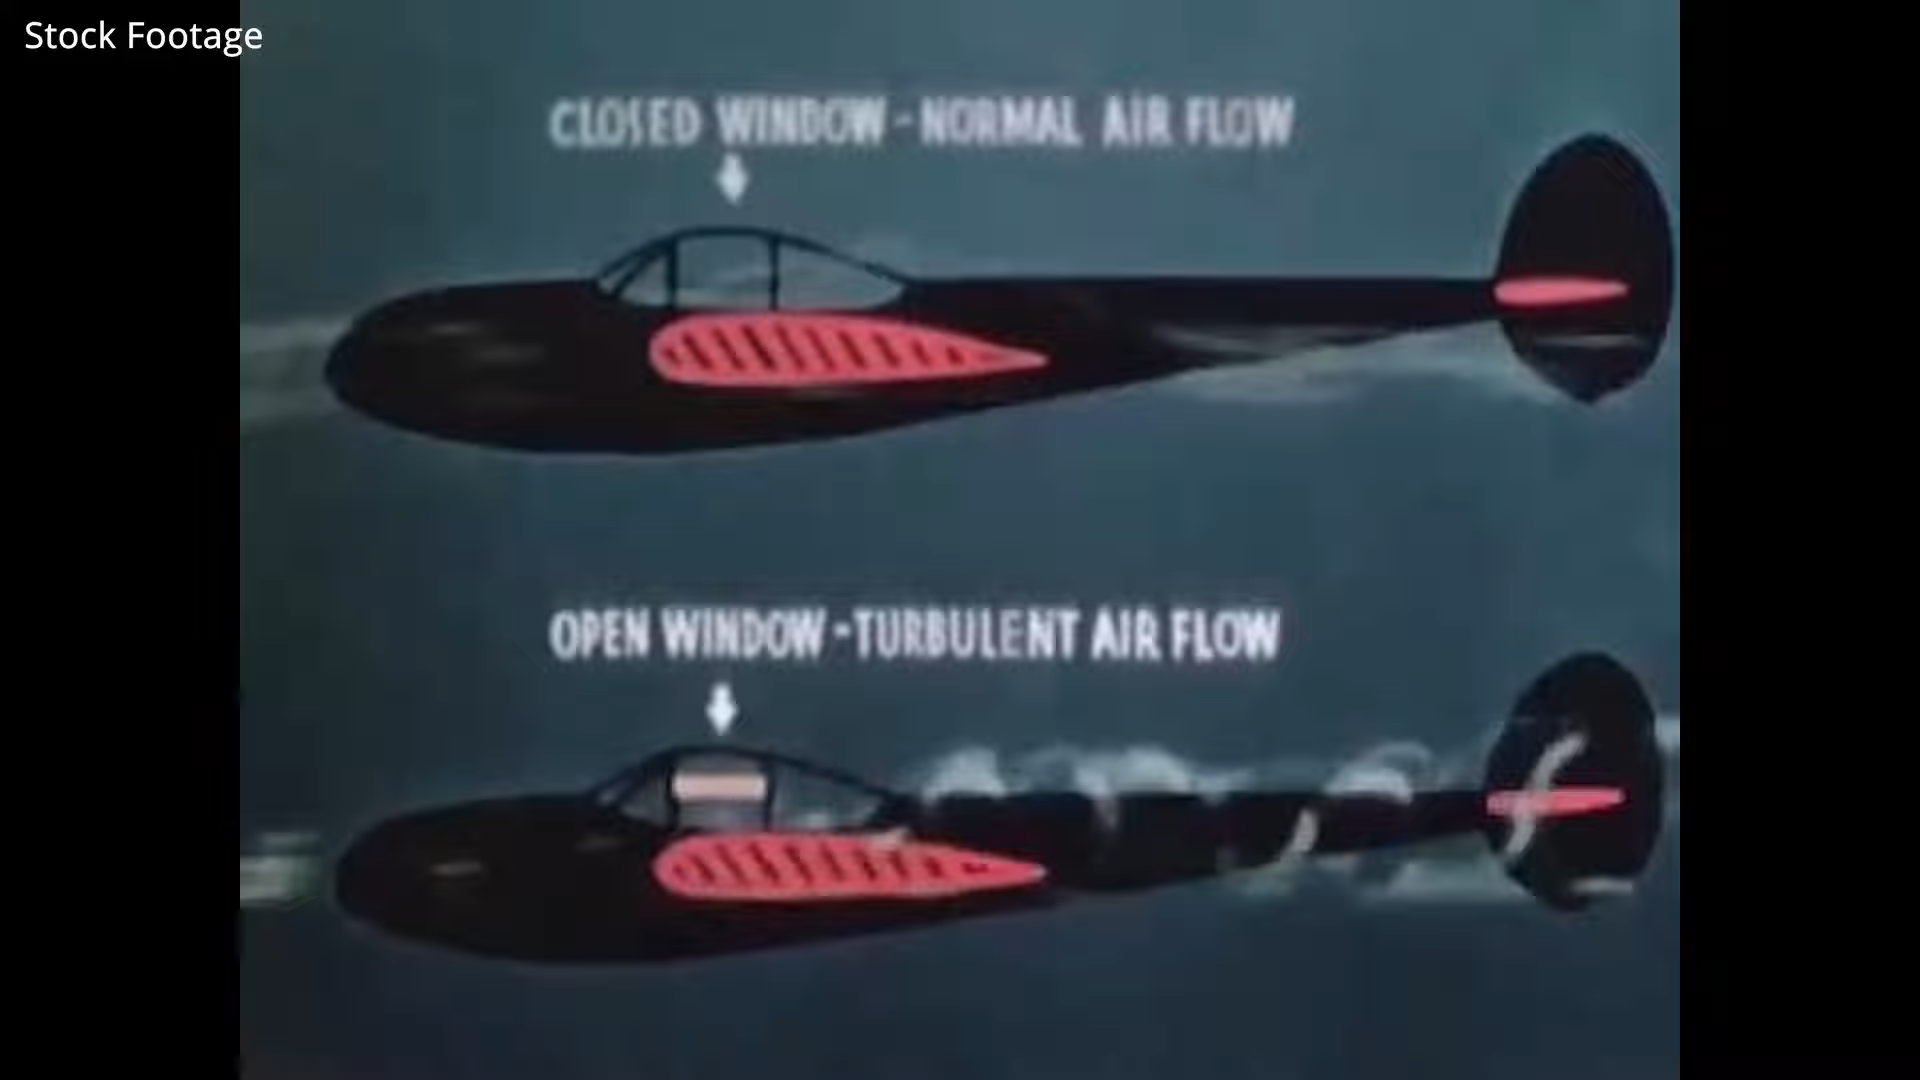 Stock Footage
CLOSED WINDOW-NORMAL AIR FLOW
OPEN WINDOW-TURBULENT AIR FLOW